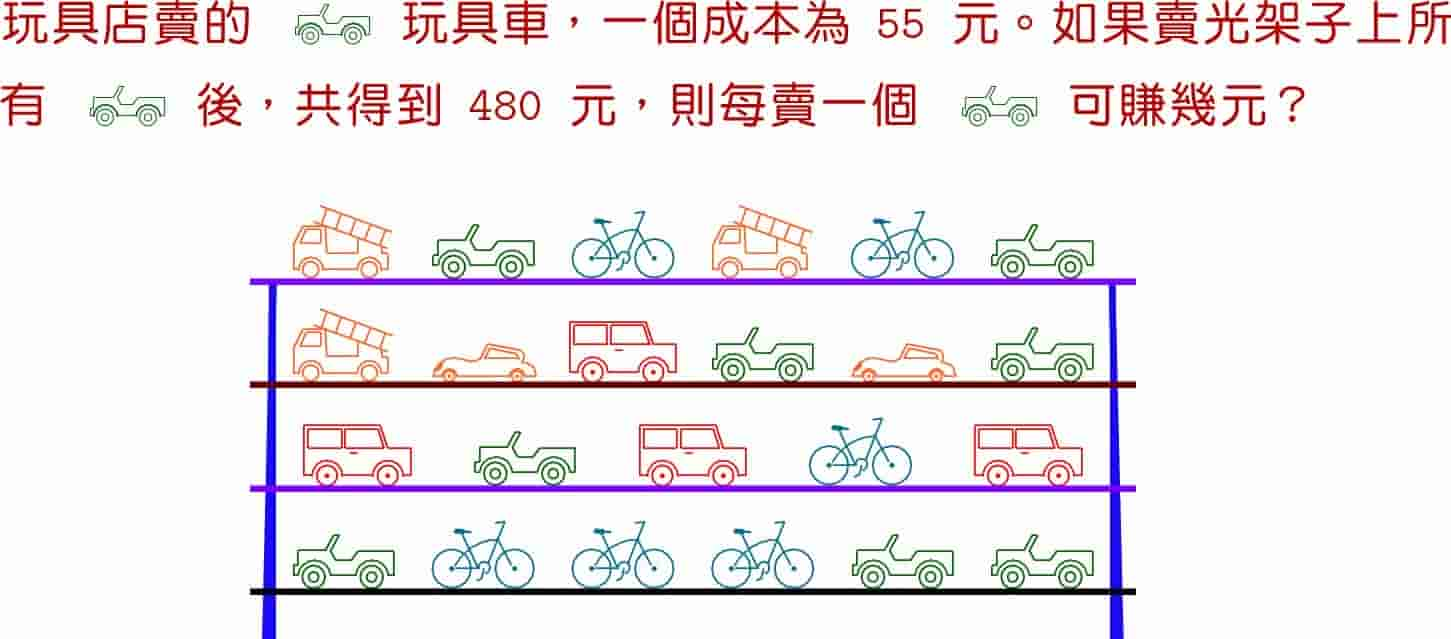 玩具店賣的 玩具車，一個成本為 55 元。如果賣光架子上所
有 後，共得到 480 元，則每賣一個 可賺幾元？